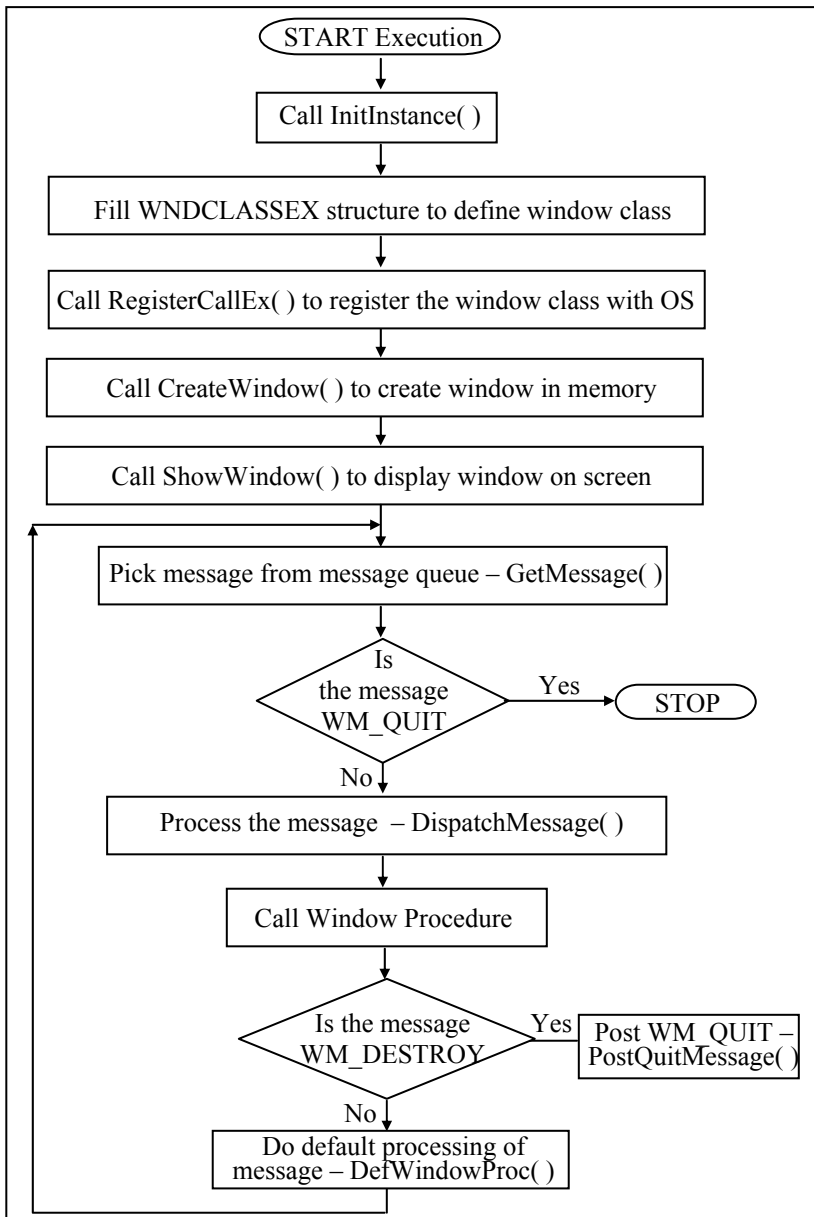 START Execution
Call InitInstance( )
Fill WNDCLASSEX structure to define window class
Call RegisterCallEx( ) to register the window class with OS
Call CreateWindow( ) to create window in memory
Call ShowWindow( ) to display window on screen
Pick message from message queue – GetMessage( )
Is
the message
WM_QUIT
Yes
STOP
No
Process the message – DispatchMessage( )
Call Window Procedure
Is the message
WM_DESTROY
Yes
Post WM_QUIT –
PostQuitMessage( )
No
Do default processing of
message – DefWindowProc( )